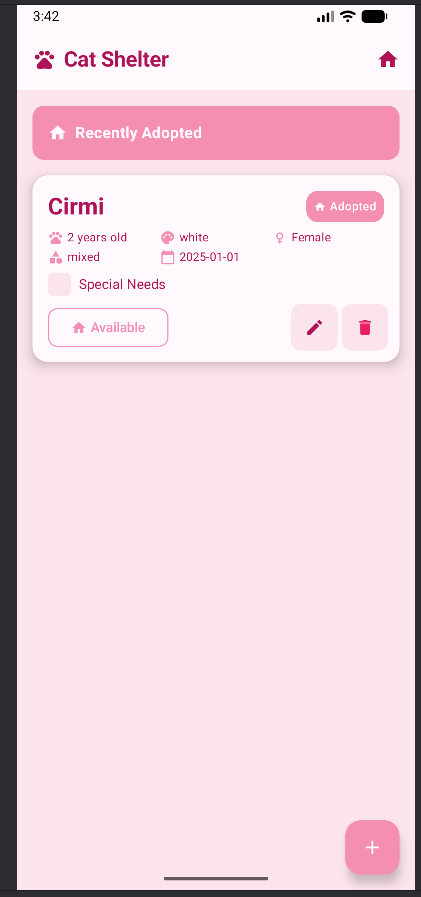 3:42
Cat Shelter
Recently Adopted
Cirmi
Adopted
2 years old white Female
mixed 2025-01-01
Special Needs
Available
+